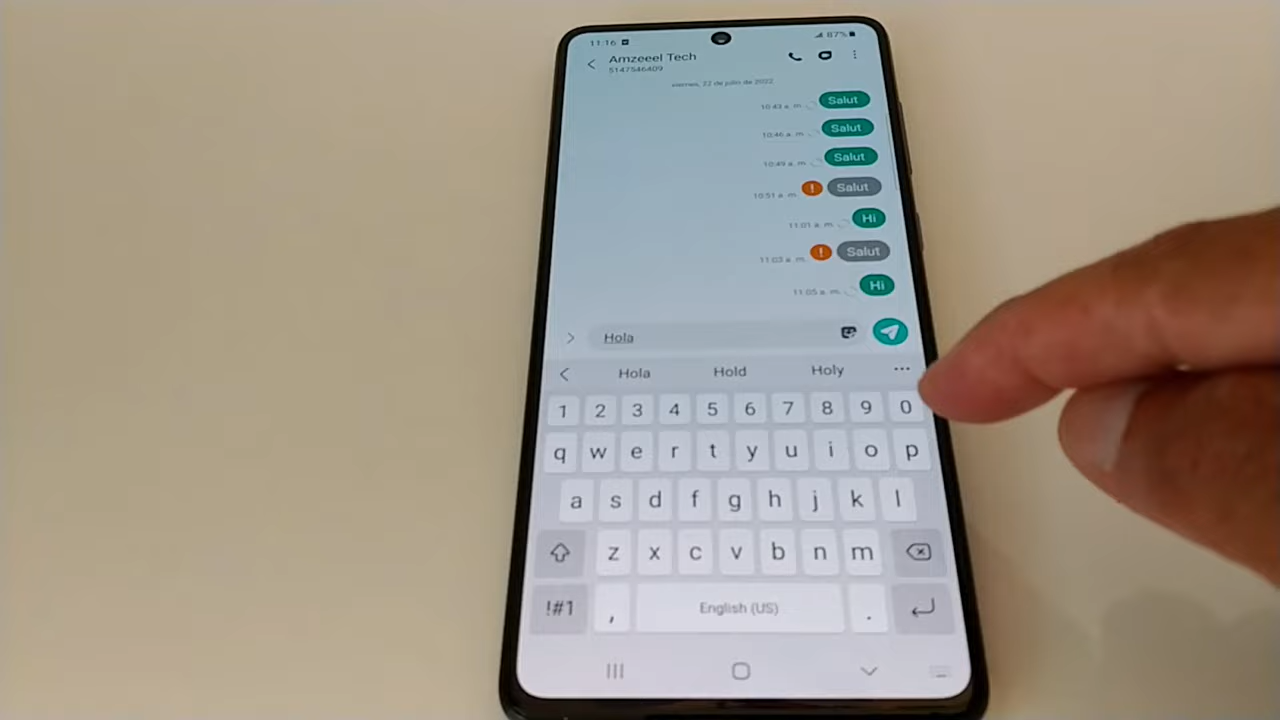 11:16 87%
Amzeeel Tech
5147546409
viernes, 22 de julio de 2022
10:43 a. m. Salut
10:46 a. m. Salut
10:49 a. m. Salut
10:51 a. m. ! Salut
11:01 a. m. Hi
11:03 a. m. ! Salut
11:05 a. m. Hi
Hola
Hola Hold Holy ...
1 2 3 4 5 6 7 8 9 0
q w e r t y u i o p
a s d f g h j k l
z x c v b n m
!#1 , English (US) .